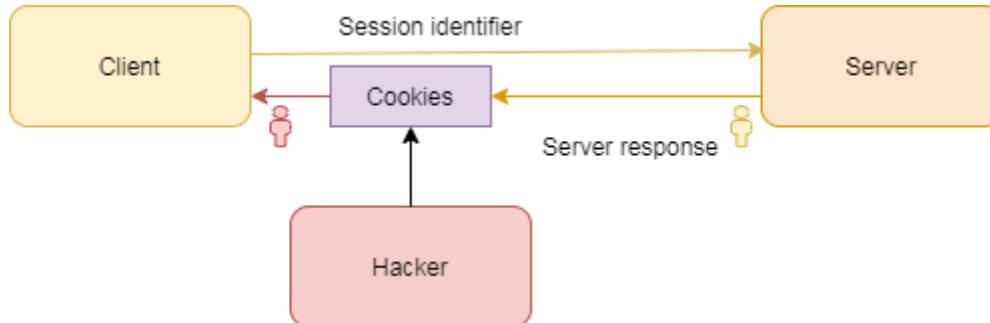 Session identifier
Client
Server
Cookies
Server response
Hacker